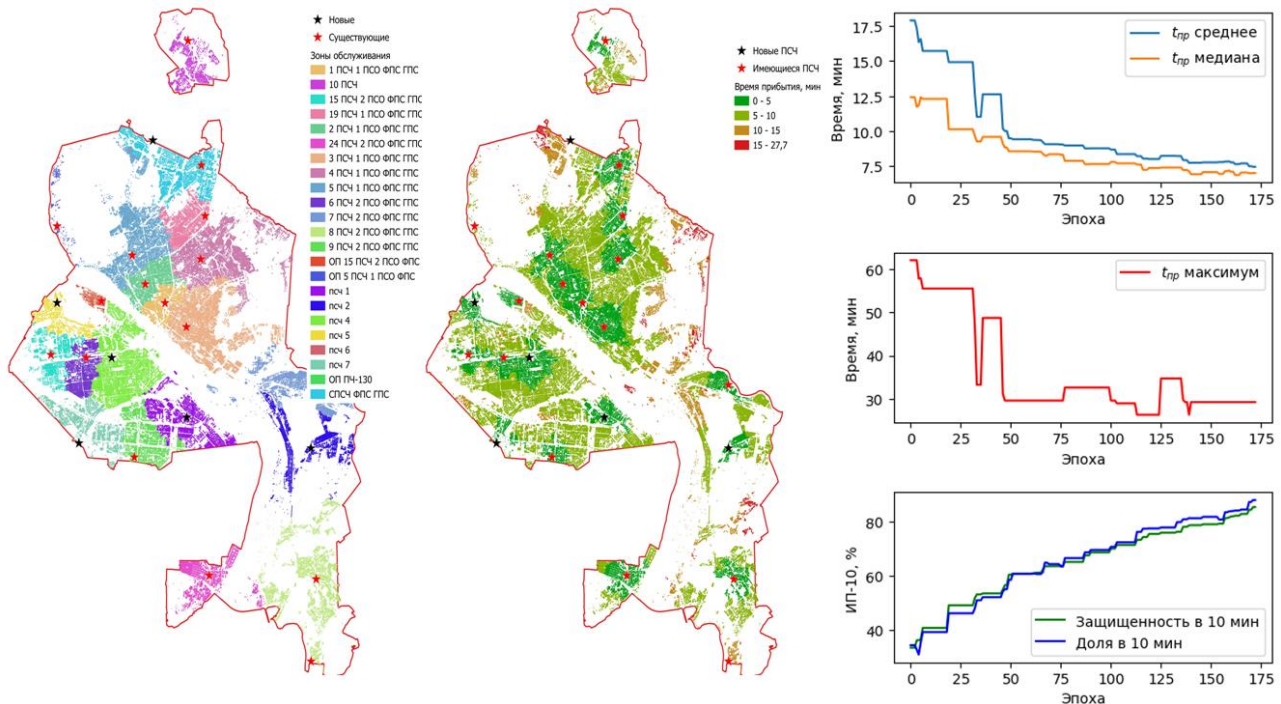 Новые
Существующие
Зоны обслуживания
1 ПСЧ 1 ПСО ФПС ГПС
10 ПСЧ
15 ПСЧ 2 ПСО ФПС ГПС
19 ПСЧ 1 ПСО ФПС ГПС
2 ПСЧ 1 ПСО ФПС ГПС
24 ПСЧ 2 ПСО ФПС ГПС
3 ПСЧ 1 ПСО ФПС ГПС
4 ПСЧ 1 ПСО ФПС ГПС
5 ПСЧ 1 ПСО ФПС ГПС
6 ПСЧ 2 ПСО ФПС ГПС
7 ПСЧ 2 ПСО ФПС ГПС
8 ПСЧ 2 ПСО ФПС ГПС
9 ПСЧ 2 ПСО ФПС ГПС
ОП 15 ПСЧ 2 ПСО ФПС
ОП 5 ПСЧ 1 ПСО ФПС
псч 1
псч 2
псч 4
псч 5
псч 6
псч 7
ОП ПЧ-130
СПСЧ ФПС ГПС
Новые ПСЧ
Имеющиеся ПСЧ
Время прибытия, мин
0 - 5
5 - 10
10 - 15
15 - 27,7
Время, мин
17.5
15.0
12.5
10.0
7.5
tпр среднее
tпр медиана
0 25 50 75 100 125 150 175
Эпоха
Время, мин
60
50
40
30
tпр максимум
0 25 50 75 100 125 150 175
Эпоха
ИП-10, %
80
60
40
Защищенность в 10 мин
Доля в 10 мин
0 25 50 75 100 125 150 175
Эпоха